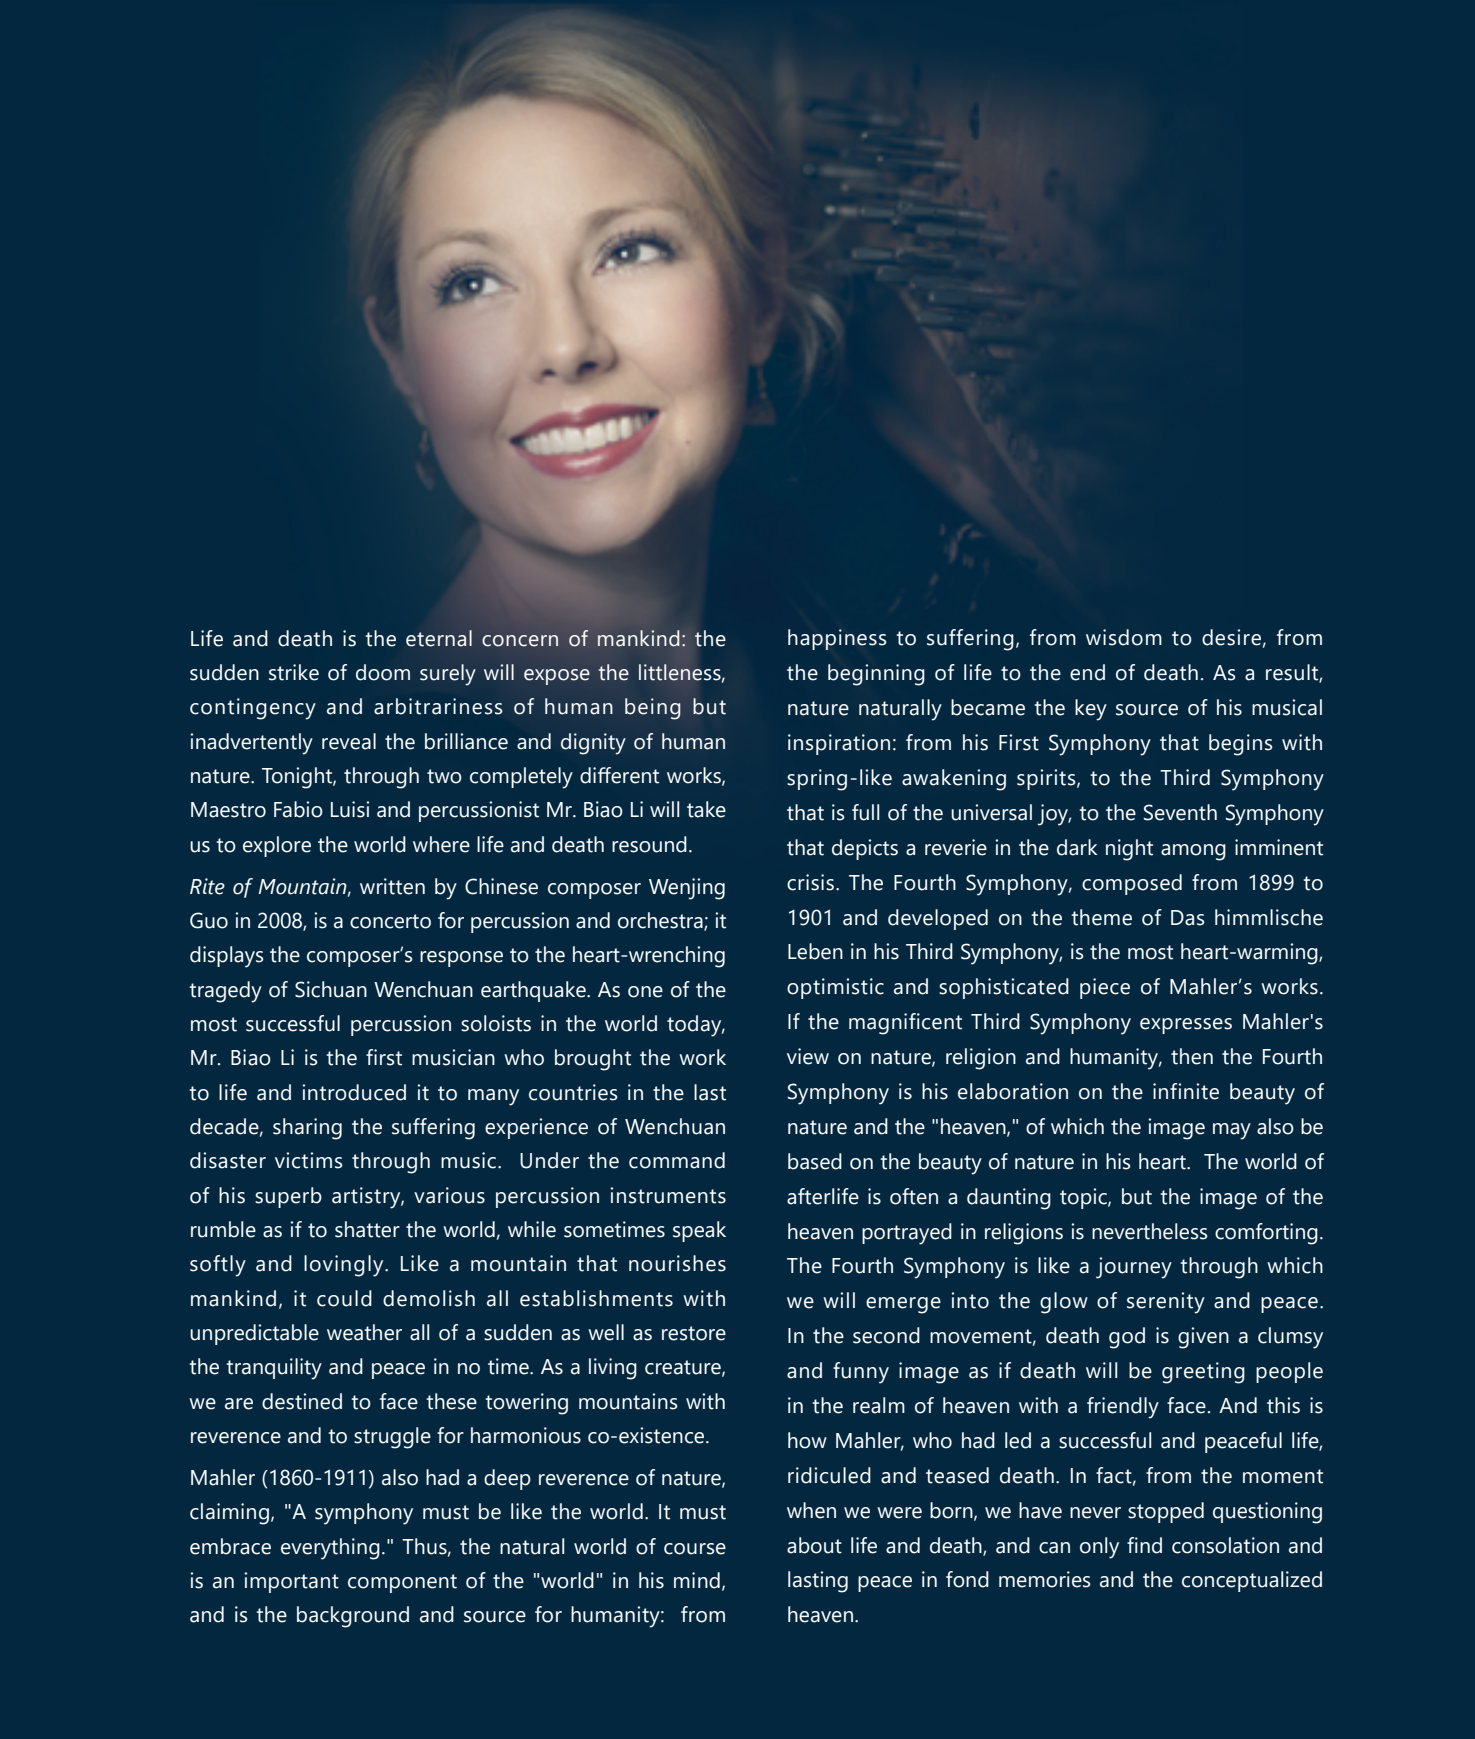 Life and death is the eternal concern of mankind: the
sudden strike of doom surely will expose the littleness,
contingency and arbitrariness of human being but
inadvertently reveal the brilliance and dignity of human
nature. Tonight, through two completely different works,
Maestro Fabio Luisi and percussionist Mr. Biao Li will take
us to explore the world where life and death resound.
Rite of Mountain, written by Chinese composer Wenjing
Guo in 2008, is a concerto for percussion and orchestra; it
displays the composer’s response to the heart-wrenching
tragedy of Sichuan Wenchuan earthquake. As one of the
most successful percussion soloists in the world today,
Mr. Biao Li is the first musician who brought the work
to life and introduced it to many countries in the last
decade, sharing the suffering experience of Wenchuan
disaster victims through music.  Under the command
of his superb artistry, various percussion instruments
rumble as if to shatter the world, while sometimes speak
softly and lovingly. Like a mountain that nourishes
mankind, it could demolish all establishments with
unpredictable weather all of a sudden as well as restore
the tranquility and peace in no time. As a living creature,
we are destined to face these towering mountains with
reverence and to struggle for harmonious co-existence.
Mahler (1860-1911) also had a deep reverence of nature,
claiming, "A symphony must be like the world. It must
embrace everything." Thus, the natural world of course
is an important component of the "world" in his mind,
and is the background and source for humanity:  from
happiness to suffering, from wisdom to desire, from
the beginning of life to the end of death. As a result,
nature naturally became the key source of his musical
inspiration: from his First Symphony that begins with
spring-like awakening spirits, to the Third Symphony
that is full of the universal joy, to the Seventh Symphony
that depicts a reverie in the dark night among imminent
crisis. The Fourth Symphony, composed from 1899 to
1901 and developed on the theme of Das himmlische
Leben in his Third Symphony, is the most heart-warming,
optimistic and sophisticated piece of Mahler’s works.
If the magnificent Third Symphony expresses Mahler's
view on nature, religion and humanity, then the Fourth
Symphony is his elaboration on the infinite beauty of
nature and the "heaven," of which the image may also be
based on the beauty of nature in his heart.  The world of
afterlife is often a daunting topic, but the image of the
heaven portrayed in religions is nevertheless comforting.
The Fourth Symphony is like a journey through which
we will emerge into the glow of serenity and peace.
In the second movement, death god is given a clumsy
and funny image as if death will be greeting people
in the realm of heaven with a friendly face. And this is
how Mahler, who had led a successful and peaceful life,
ridiculed and teased death. In fact, from the moment
when we were born, we have never stopped questioning
about life and death, and can only find consolation and
lasting peace in fond memories and the conceptualized
heaven.